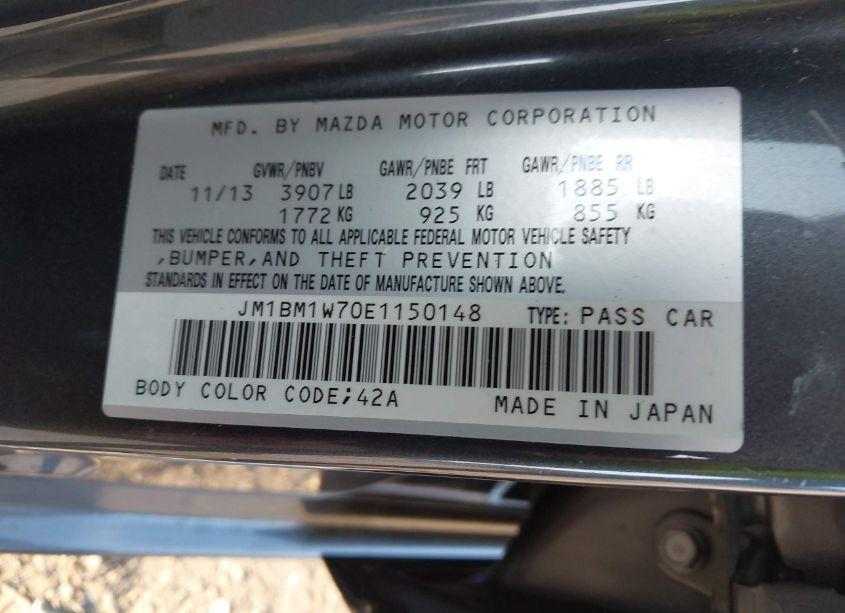 MFD. BY MAZDA MOTOR CORPORATION
DATE GVWR/PNBV GAWR/PNBE FRT GAWR/PNBE RR
11/13 3907 LB 2039 LB 1885 LB
1772 KG 925 KG 855 KG
THIS VEHICLE CONFORMS TO ALL APPLICABLE FEDERAL MOTOR VEHICLE SAFETY
,BUMPER,AND THEFT PREVENTION
STANDARDS IN EFFECT ON THE DATE OF MANUFACTURE SHOWN ABOVE.
JM1BM1W70E1150148 TYPE: PASS CAR
BODY COLOR CODE;42A MADE IN JAPAN